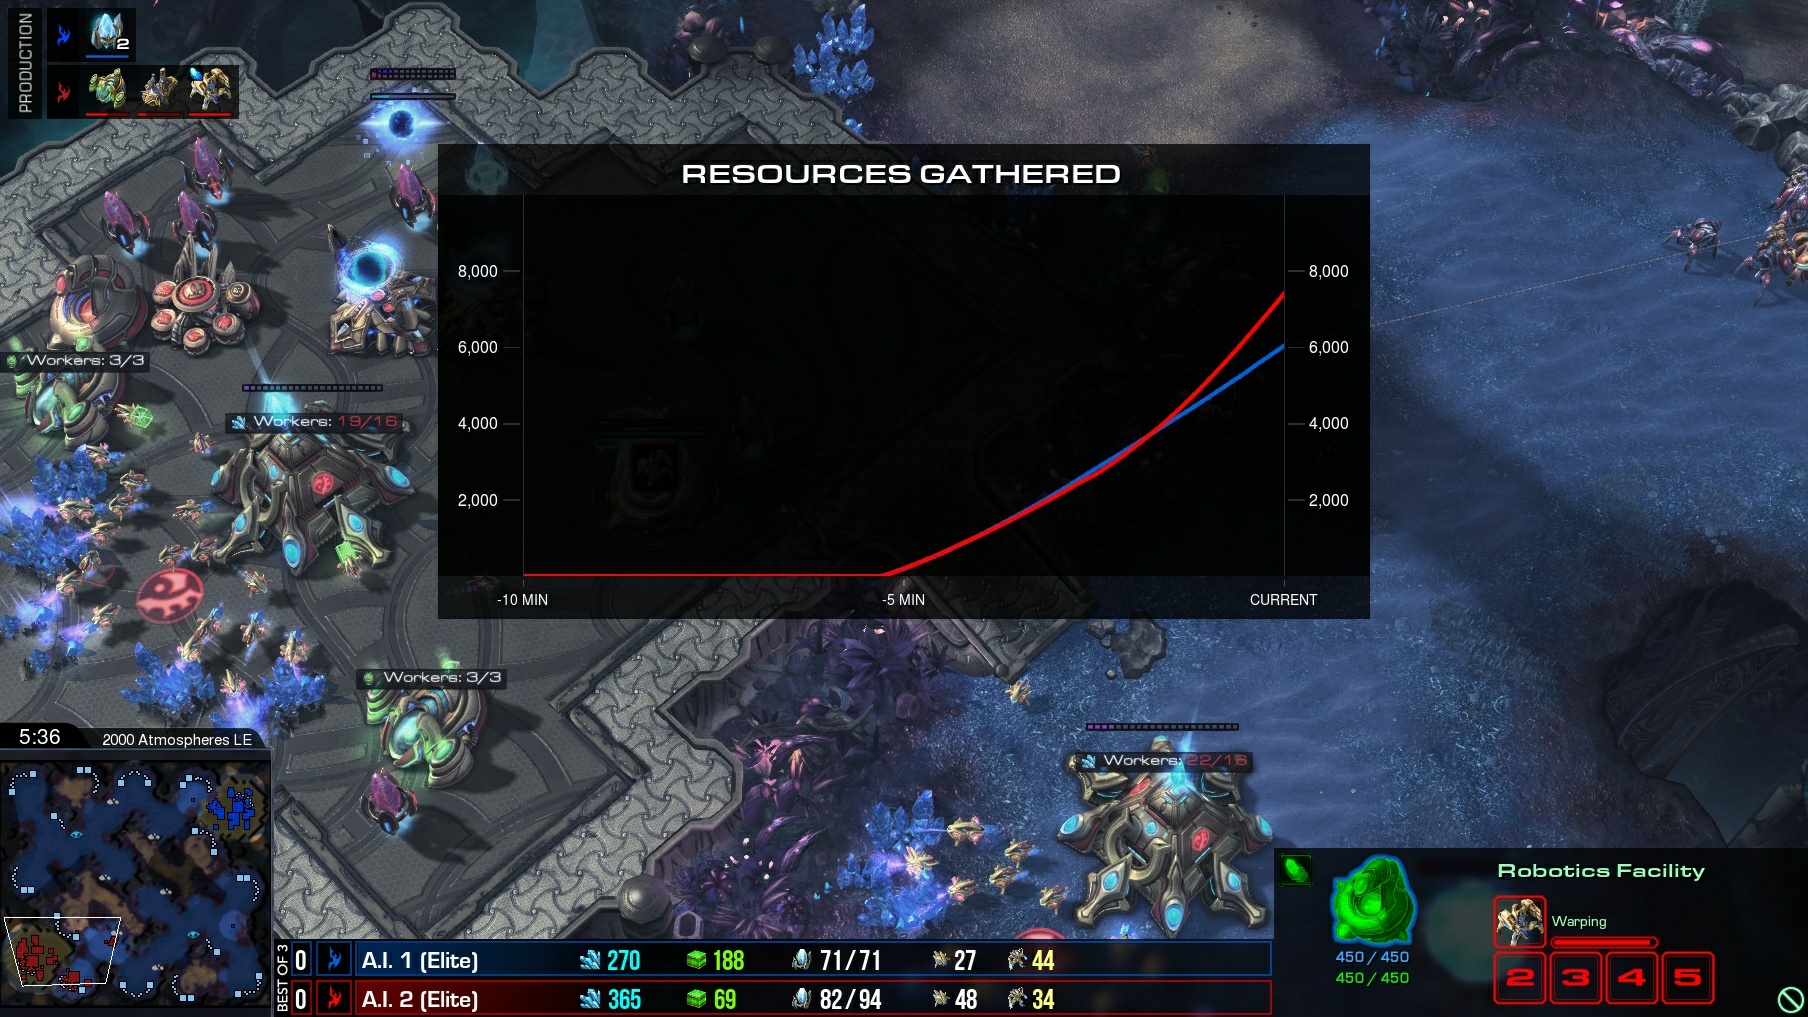 PRODUCTION
2
RESOURCES GATHERED
8,000
8,000
6,000
6,000
4,000
4,000
2,000
2,000
-10 MIN
-5 MIN
CURRENT
Workers: 3/3
Workers: 19/16
Workers: 3/3
Workers: 22/16
5:36
2000 Atmospheres LE
BEST OF 3
0 A.I. 1 (Elite) 270 188 71/71 27 44
0 A.I. 2 (Elite) 365 69 82/94 48 34
Robotics Facility
Warping
450 / 450
450 / 450
2 3 4 5